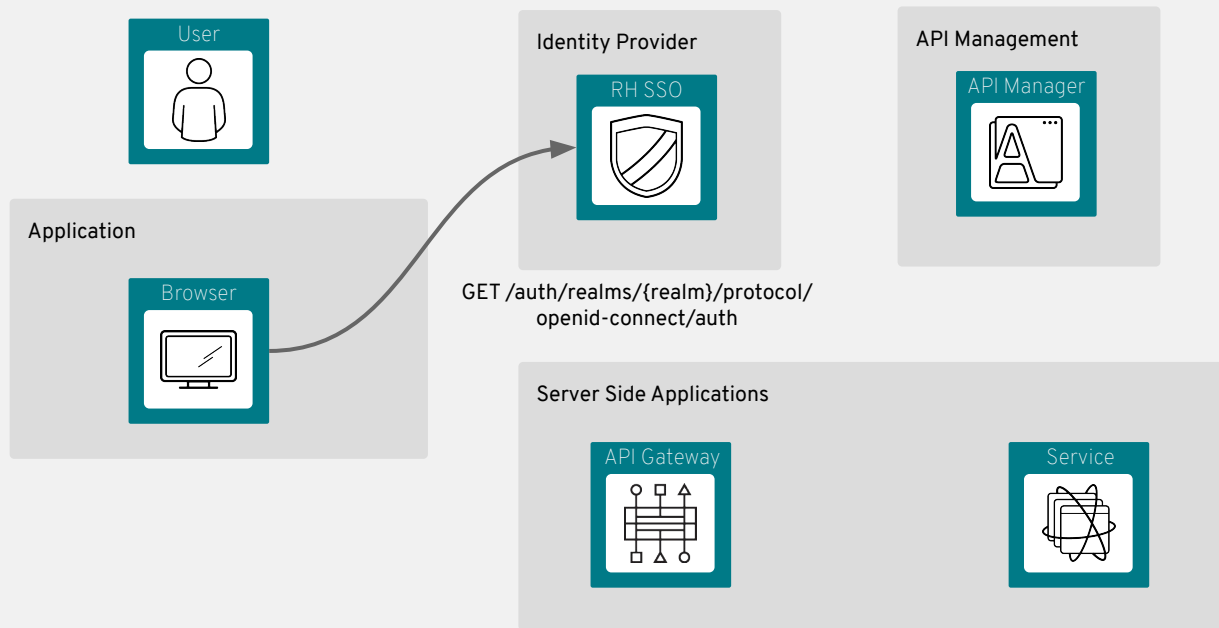 User
Identity Provider
RH SSO
API Management
API Manager
Application
Browser
GET /auth/realms/{realm}/protocol/
openid-connect/auth
Server Side Applications
API Gateway
Service